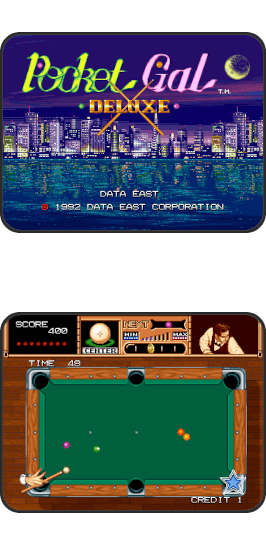 Pocket Gal
T.M.
DELUXE
DATA EAST
© 1992 DATA EAST CORPORATION
SCORE
400
NEXT
MIN MAX
CENTER
TIME 48
CREDIT 1